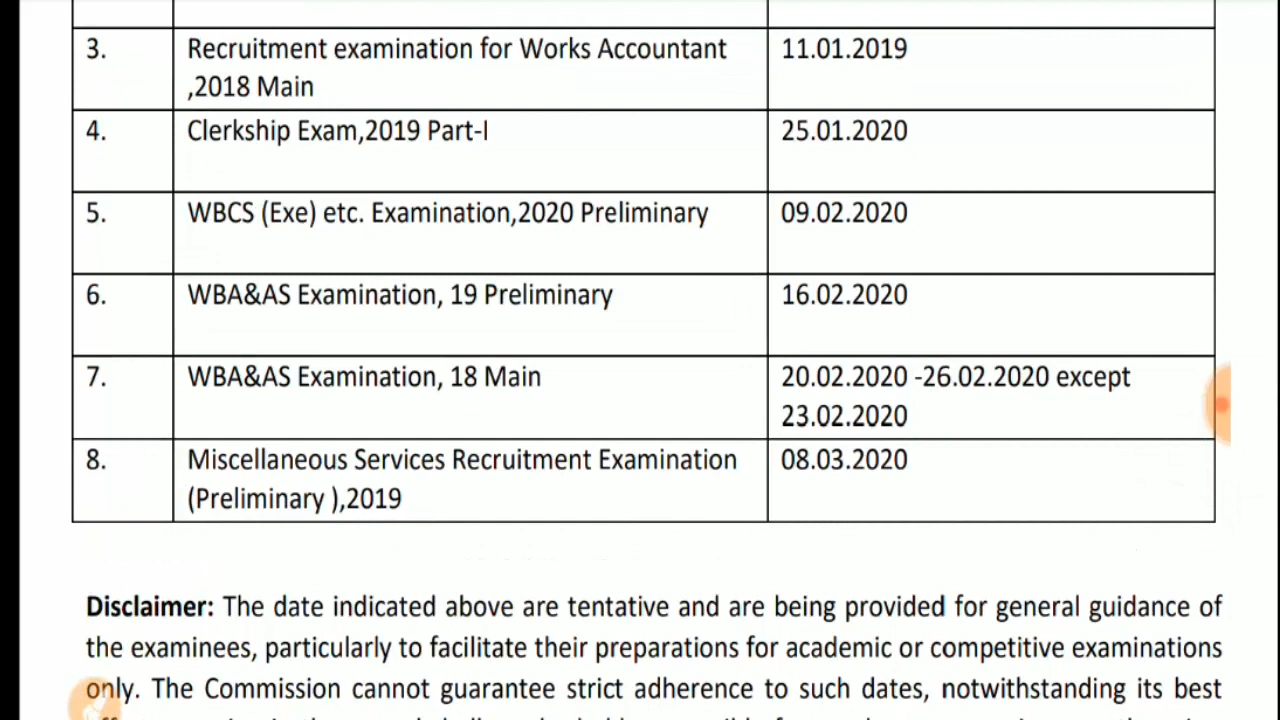 3. Recruitment examination for Works Accountant 11.01.2019
,2018 Main
4. Clerkship Exam,2019 Part-I 25.01.2020
5. WBCS (Exe) etc. Examination,2020 Preliminary 09.02.2020
6. WBA&AS Examination, 19 Preliminary 16.02.2020
7. WBA&AS Examination, 18 Main 20.02.2020 -26.02.2020 except
23.02.2020
8. Miscellaneous Services Recruitment Examination 08.03.2020
(Preliminary ),2019
Disclaimer: The date indicated above are tentative and are being provided for general guidance of
the examinees, particularly to facilitate their preparations for academic or competitive examinations
only. The Commission cannot guarantee strict adherence to such dates, notwithstanding its best